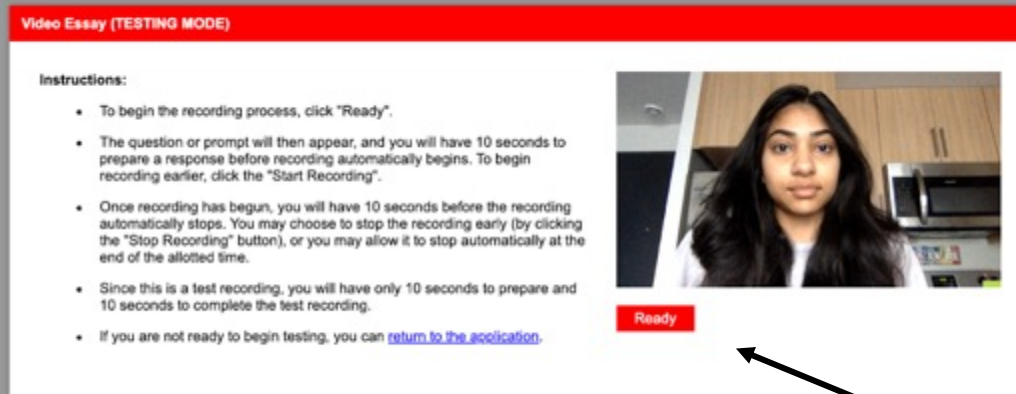 Video Essay (TESTING MODE)
Instructions:
• To begin the recording process, click "Ready".
• The question or prompt will then appear, and you will have 10 seconds to
prepare a response before recording automatically begins. To begin
recording earlier, click the "Start Recording".
• Once recording has begun, you will have 10 seconds before the recording
automatically stops. You may choose to stop the recording early (by clicking
the "Stop Recording" button), or you may allow it to stop automatically at the
end of the allotted time.
• Since this is a test recording, you will have only 10 seconds to prepare and
10 seconds to complete the test recording.
• If you are not ready to begin testing, you can return to the application.
Ready